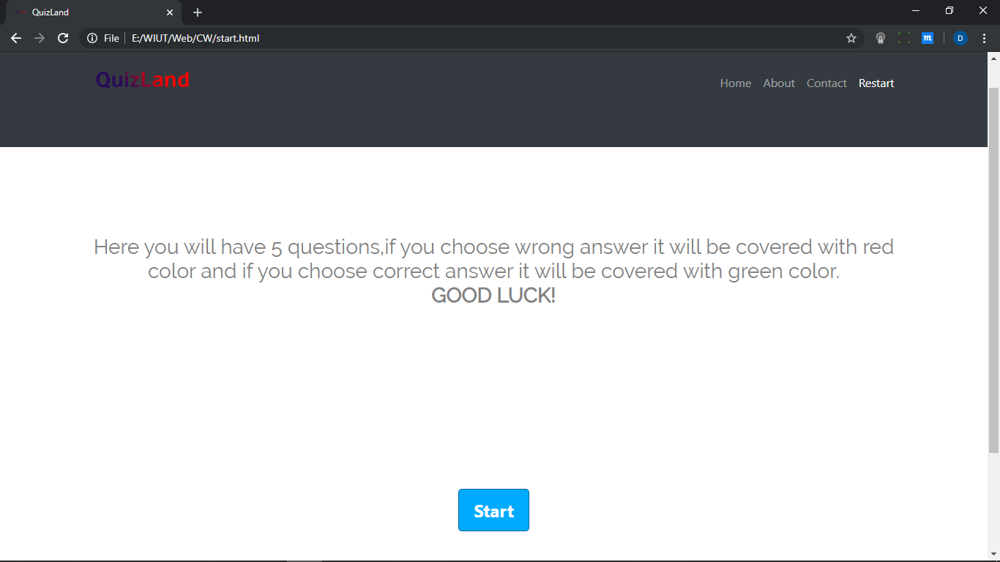 QuizLand
File E:/WIUT/Web/CW/start.html
m
D
QuizLand
Home About Contact Restart
Here you will have 5 questions,if you choose wrong answer it will be covered with red
color and if you choose correct answer it will be covered with green color.
GOOD LUCK!
Start